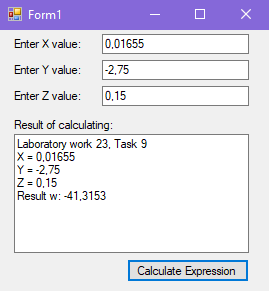 Form1
Enter X value: 0,01655
Enter Y value: -2,75
Enter Z value: 0,15
Result of calculating:
Laboratory work 23, Task 9
X = 0,01655
Y = -2,75
Z = 0,15
Result w: -41,3153
Calculate Expression